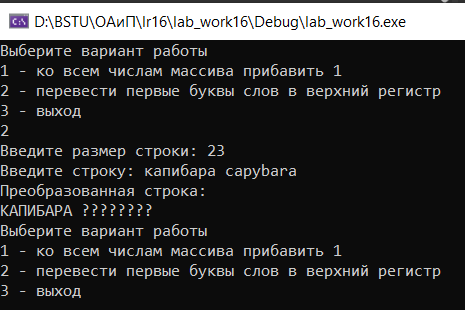 D:\BSTU\ОАиП\lr16\lab_work16\Debug\lab_work16.exe
Выберите вариант работы
1 - ко всем числам массива прибавить 1
2 - перевести первые буквы слов в верхний регистр
3 - выход
2
Введите размер строки: 23
Введите строку: капибара capybara
Преобразованная строка:
КАПИБАРА ????????
Выберите вариант работы
1 - ко всем числам массива прибавить 1
2 - перевести первые буквы слов в верхний регистр
3 - выход